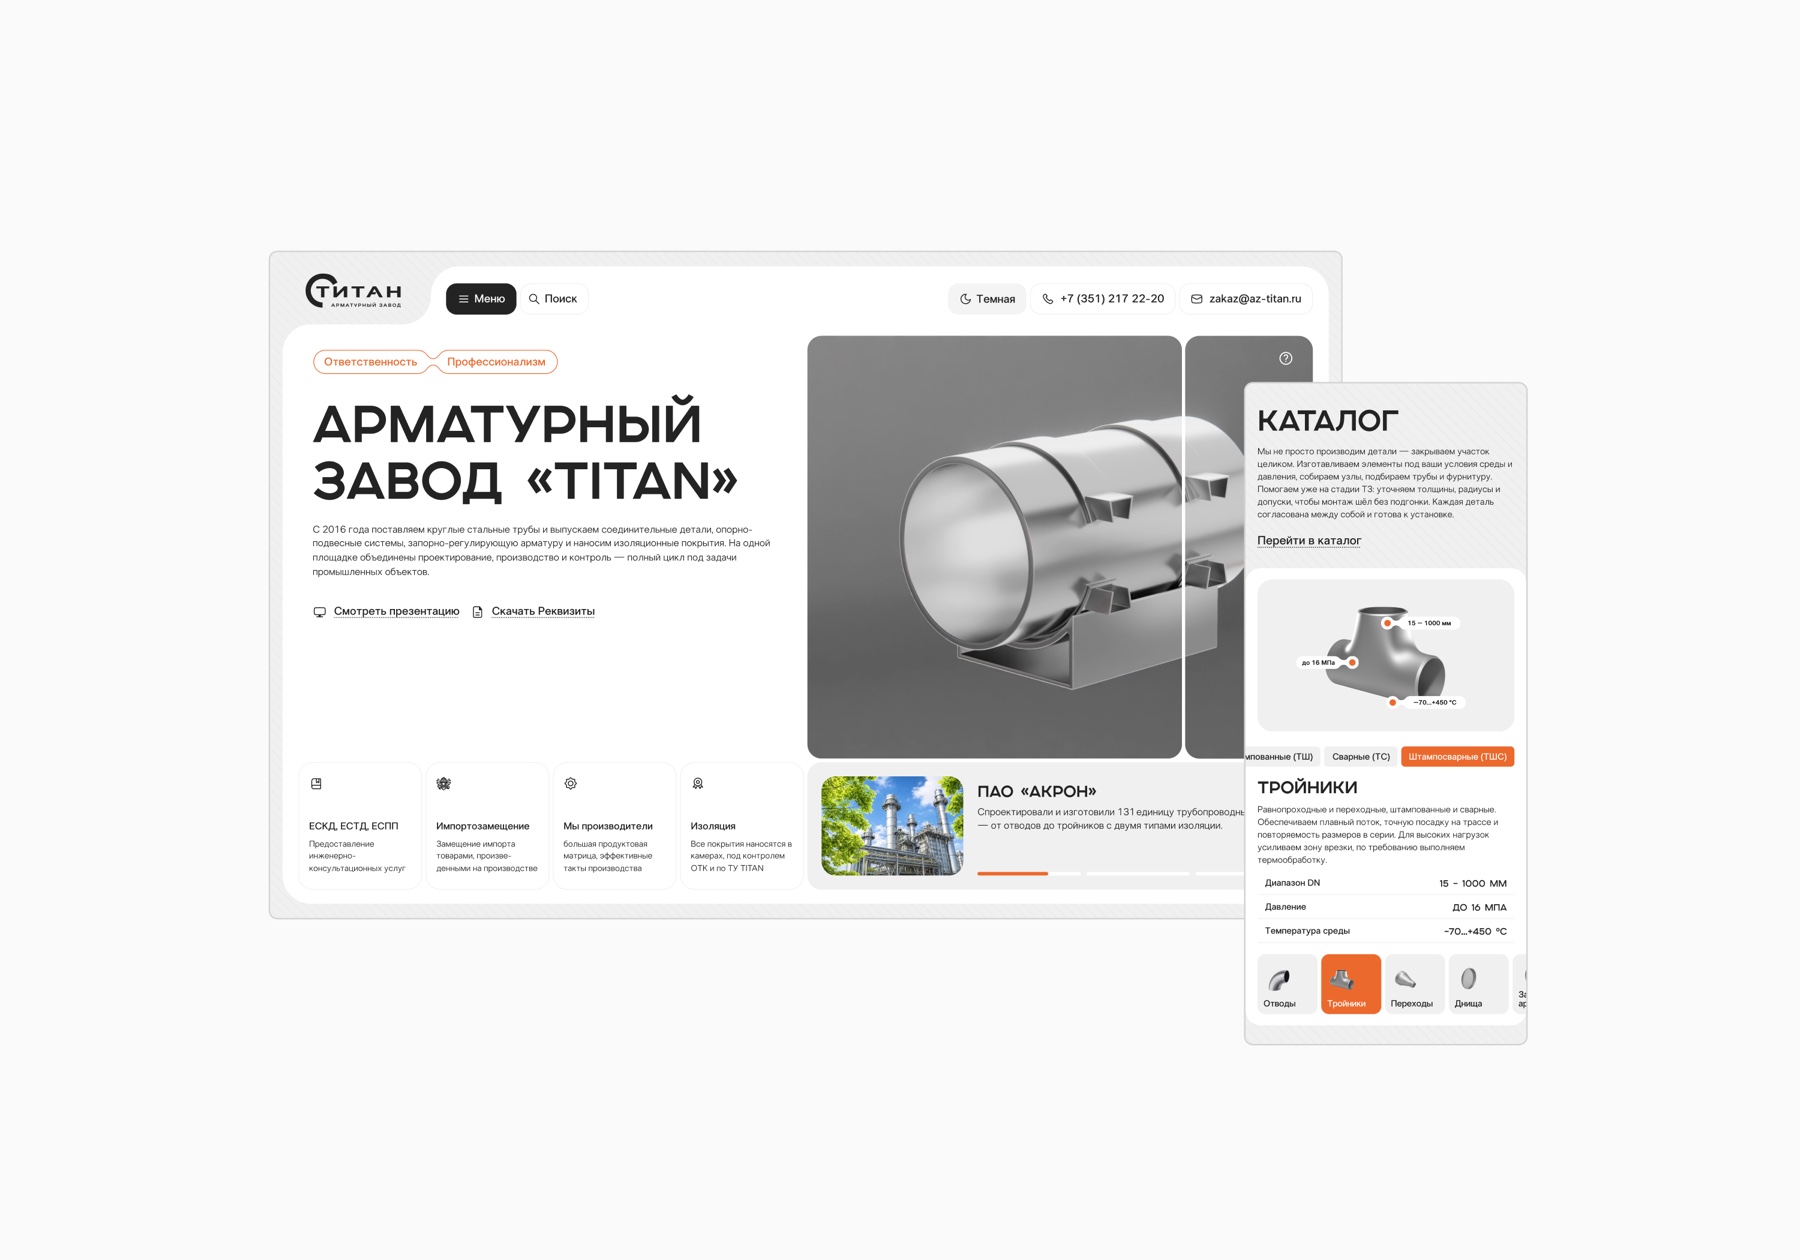 ТИТАН
АРМАТУРНЫЙ ЗАВОД
Меню
Поиск
Темная
+7 (351) 217 22-20
zakaz@az-titan.ru
Ответственность
Профессионализм
АРМАТУРНЫЙ
ЗАВОД «TITAN»
С 2016 года поставляем круглые стальные трубы и выпускаем соединительные детали, опорно-
подвесные системы, запорно-регулирующую арматуру и наносим изоляционные покрытия. На одной
площадке объединены проектирование, производство и контроль — полный цикл под задачи
промышленных объектов.
Смотреть презентацию
Скачать Реквизиты
ЕСКД, ЕСТД, ЕСПП
Предоставление
инженерно-
консультационных услуг
Импортозамещение
Замещение импорта
товарами, произве-
денными на производстве
Мы производители
большая продуктовая
матрица, эффективные
такты производства
Изоляция
Все покрытия наносятся в
камерах, под контролем
ОТК и по ТУ TITAN
ПАО «АКРОН»
Спроектировали и изготовили 131 единицу трубопроводн
— от отводов до тройников с двумя типами изоляции.
КАТАЛОГ
Мы не просто производим детали — закрываем участок
целиком. Изготавливаем элементы под ваши условия среды и
давления, собираем узлы, подбираем трубы и фурнитуру.
Помогаем уже на стадии ТЗ: уточняем толщины, радиусы и
допуски, чтобы монтаж шёл без подгонки. Каждая деталь
согласована между собой и готова к установке.
Перейти в каталог
15 – 1000 мм
до 16 МПа
–70...+450 °C
мпованные (ТШ)
Сварные (ТС)
Штампосварные (ТШС)
ТРОЙНИКИ
Равнопроходные и переходные, штампованные и сварные.
Обеспечиваем плавный поток, точную посадку на трассе и
повторяемость размеров в серии. Для высоких нагрузок
усиливаем зону врезки, по требованию выполняем
термообработку.
Диапазон DN
15 – 1000 ММ
Давление
ДО 16 МПА
Температура среды
–70...+450 °C
Отводы
Тройники
Переходы
Днища
За
ар